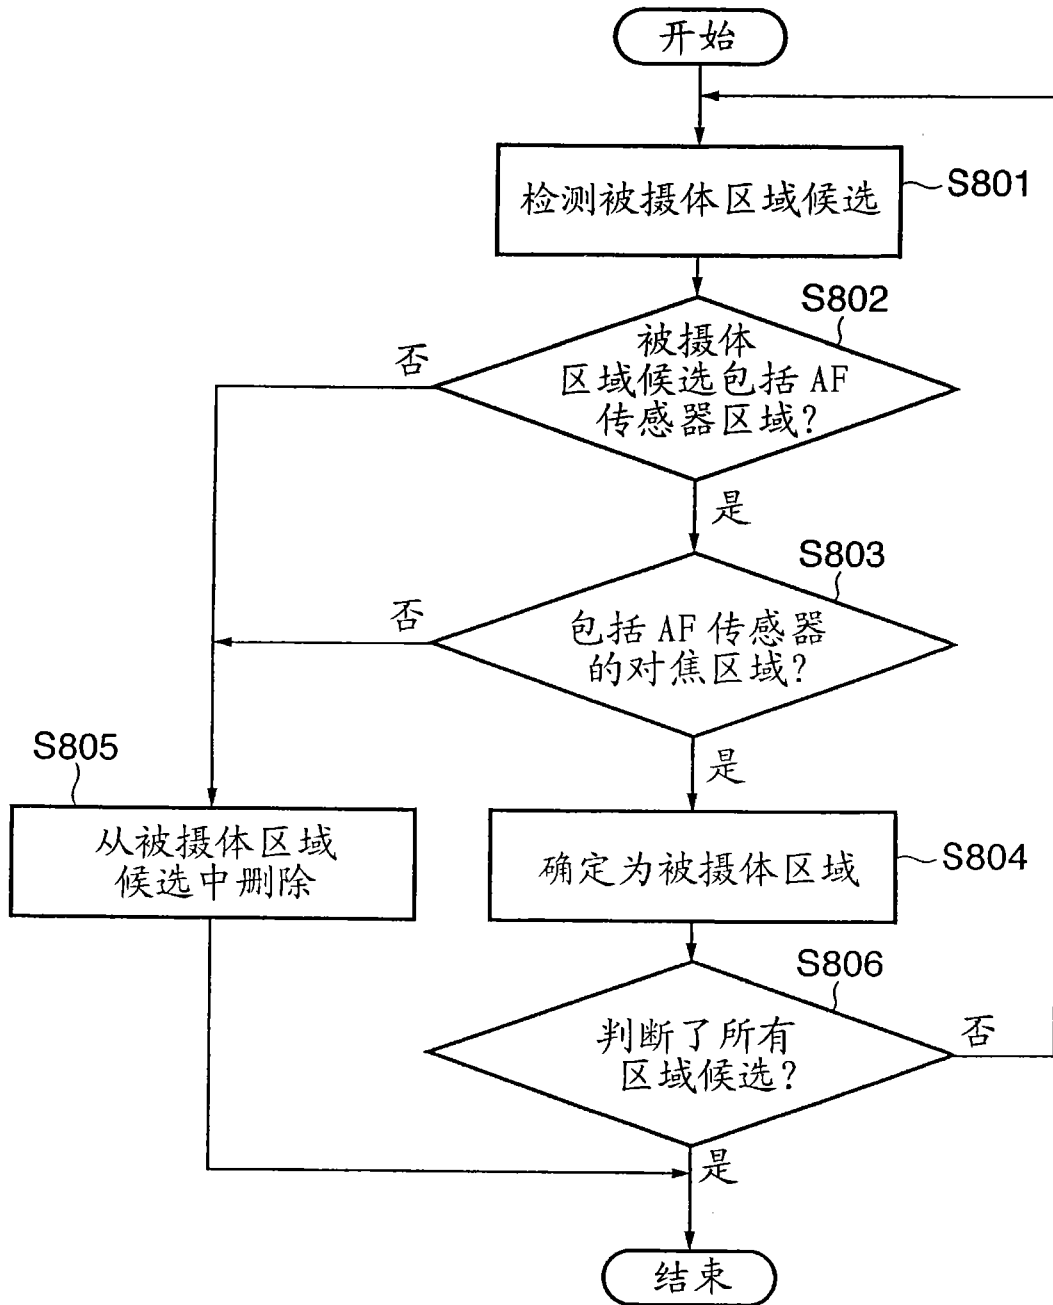 开始
检测被摄体区域候选
S801
S802
被摄体
区域候选包括 AF
传感器区域?
否
是
S803
包括 AF 传感器
的对焦区域?
否
是
S805
从被摄体区域
候选中删除
确定为被摄体区域
S804
S806
判断了所有
区域候选?
否
是
结束